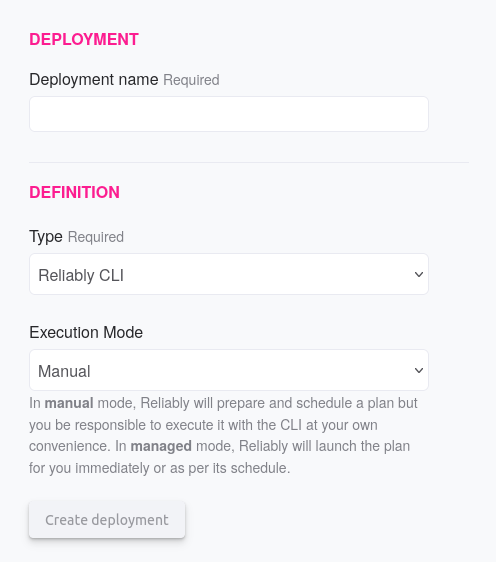 DEPLOYMENT
Deployment name Required
DEFINITION
Type Required
Reliably CLI
Execution Mode
Manual
In manual mode, Reliably will prepare and schedule a plan but
you be responsible to execute it with the CLI at your own
convenience. In managed mode, Reliably will launch the plan
for you immediately or as per its schedule.
Create deployment